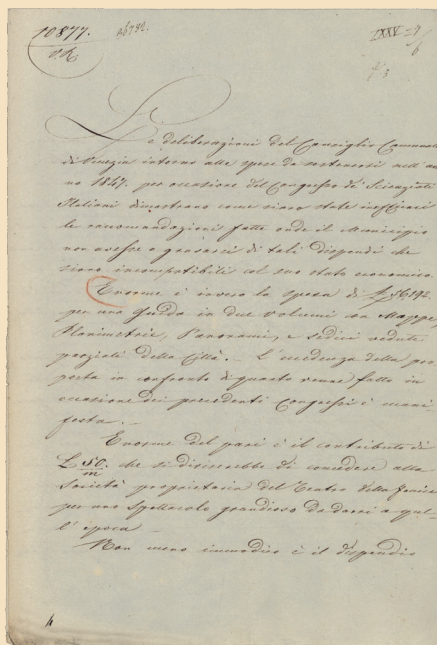 10877.
P.R.
Le deliberazioni del Consiglio Comunale
di Venezia intorno alle spese da sostenersi nell'an
no 1847. per occasione del Congresso di Scienziati
Italiani dimostrano come siano state inefficaci
le raccomandazioni fatte onde il Municipio
non avesse a gravarsi di tali dispendi che
siano incompatibili col suo stato economico.
Enorme è invero la spesa di
per una Guida in due volumi con Mappe,
Planimetrie, Panorami, e sedici vedute
parziali della Città. - L'eccedenza della pro
posta in confronto di quanto venne fatto in
occasione dei precedenti Congressi è mani
festa. -
Enorme del pari è il contributo di
L 50/m che si discuterebbe di concedere alla
Società proprietaria del Teatro della Fenice
per uno Spettacolo grandioso da darsi a quel
l'epoca -
Non meno immodico è il dispendio